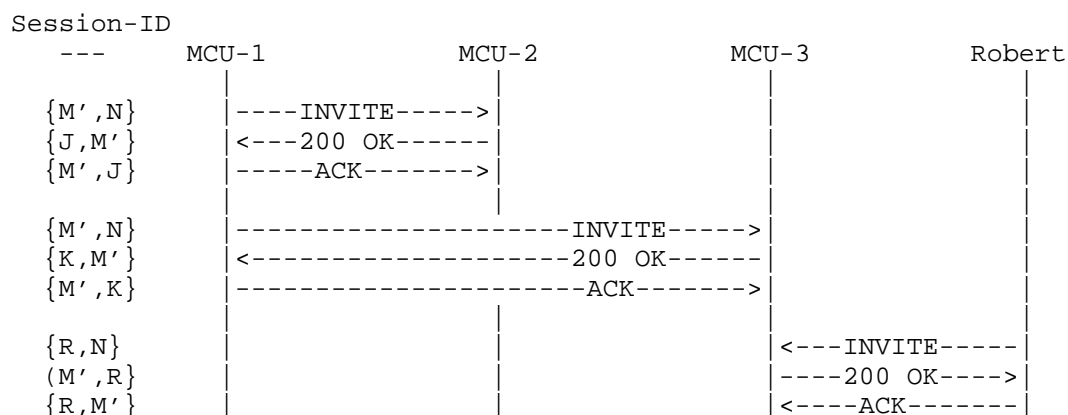 Session-ID
   ---     MCU-1            MCU-2            MCU-3           Robert
             |                |                |               |
  {M',N}     |----INVITE----->|                |               |
  {J,M'}     |<---200 OK------|                |               |
  {M',J}     |-----ACK------->|                |               |
             |                |                |               |
  {M',N}     |---------------------INVITE----->|               |
  {K,M'}     |<--------------------200 OK------|               |
  {M',K}     |----------------------ACK------->|               |
             |                |                |               |
  {R,N}      |                |                |<---INVITE-----|
  (M',R}     |                |                |----200 OK---->|
  {R,M'}     |                |                |<----ACK-------|